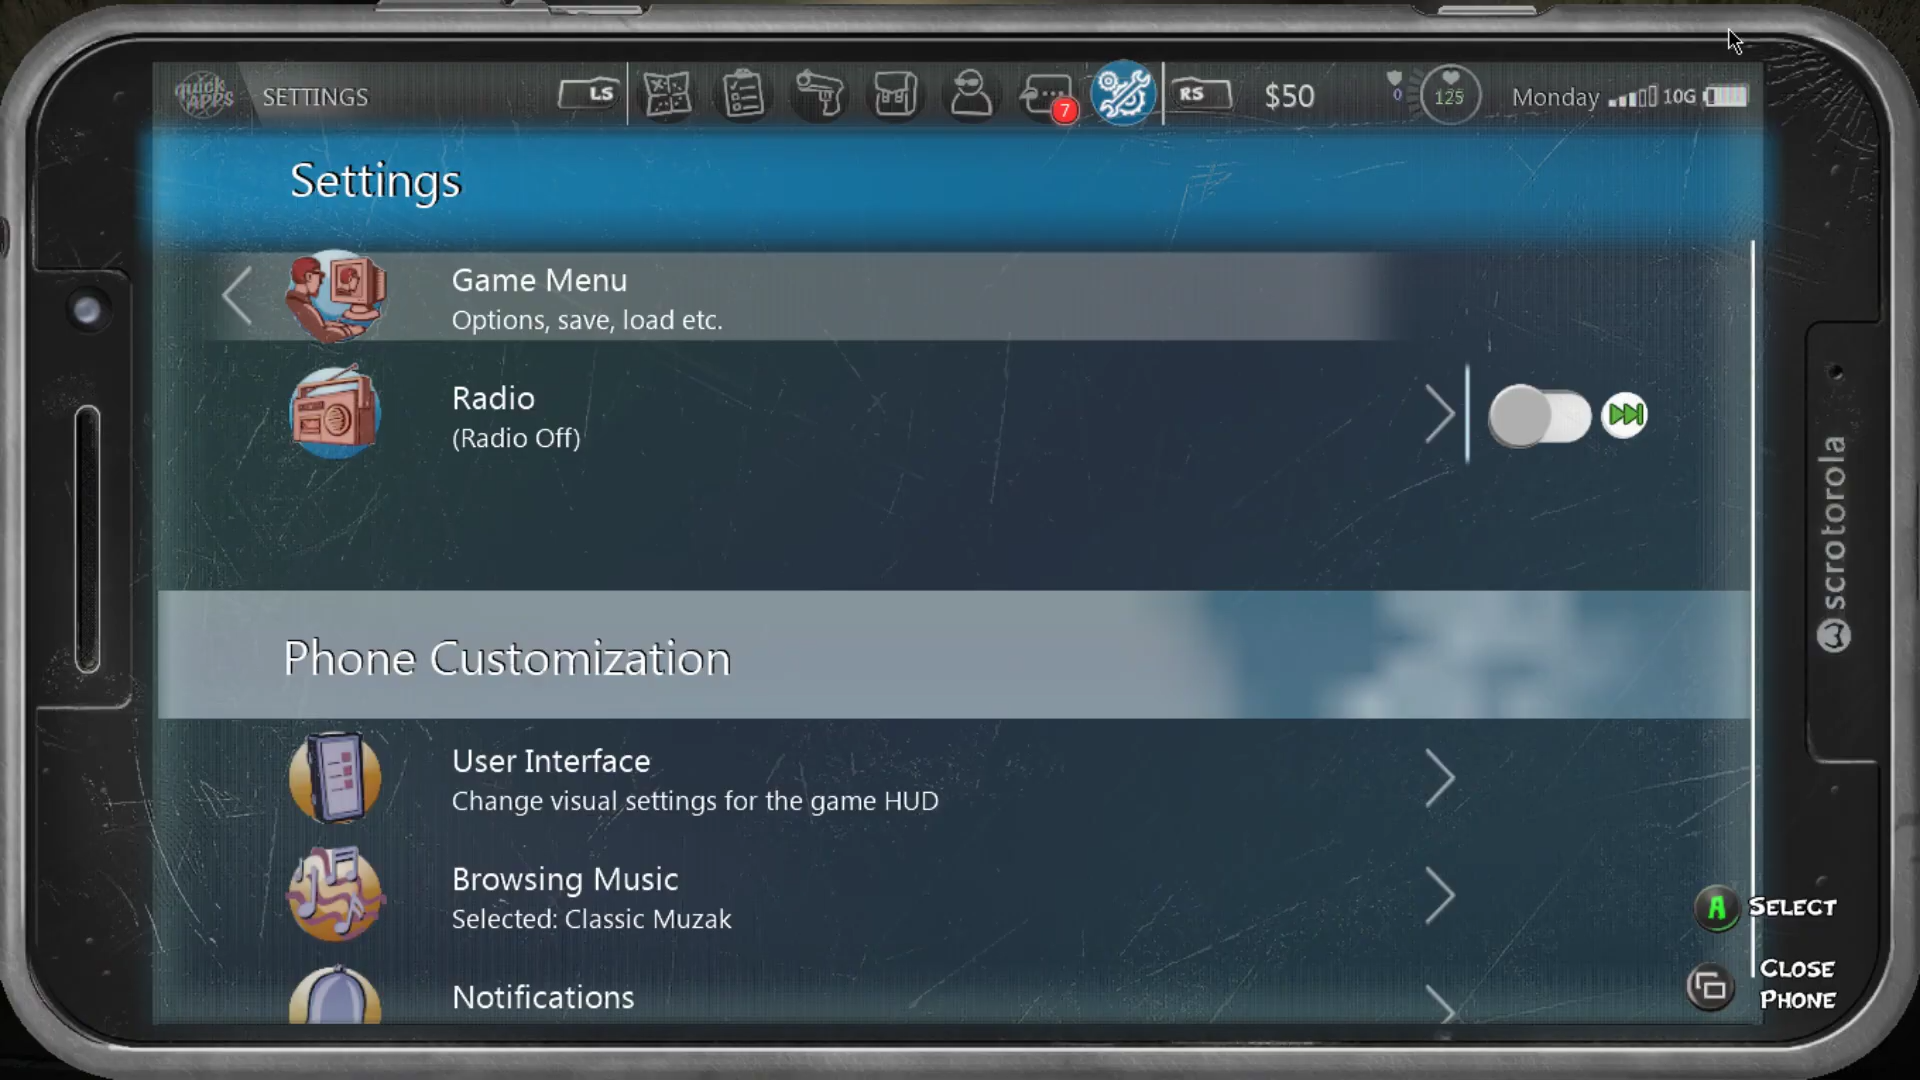 quick
APPS
SETTINGS
LS
7
RS
$50
0
125
Monday
10G
Settings
Game Menu
Options, save, load etc.
Radio
(Radio Off)
Phone Customization
User Interface
Change visual settings for the game HUD
Browsing Music
Selected: Classic Muzak
Notifications
A SELECT
CLOSE
PHONE
scrotorola